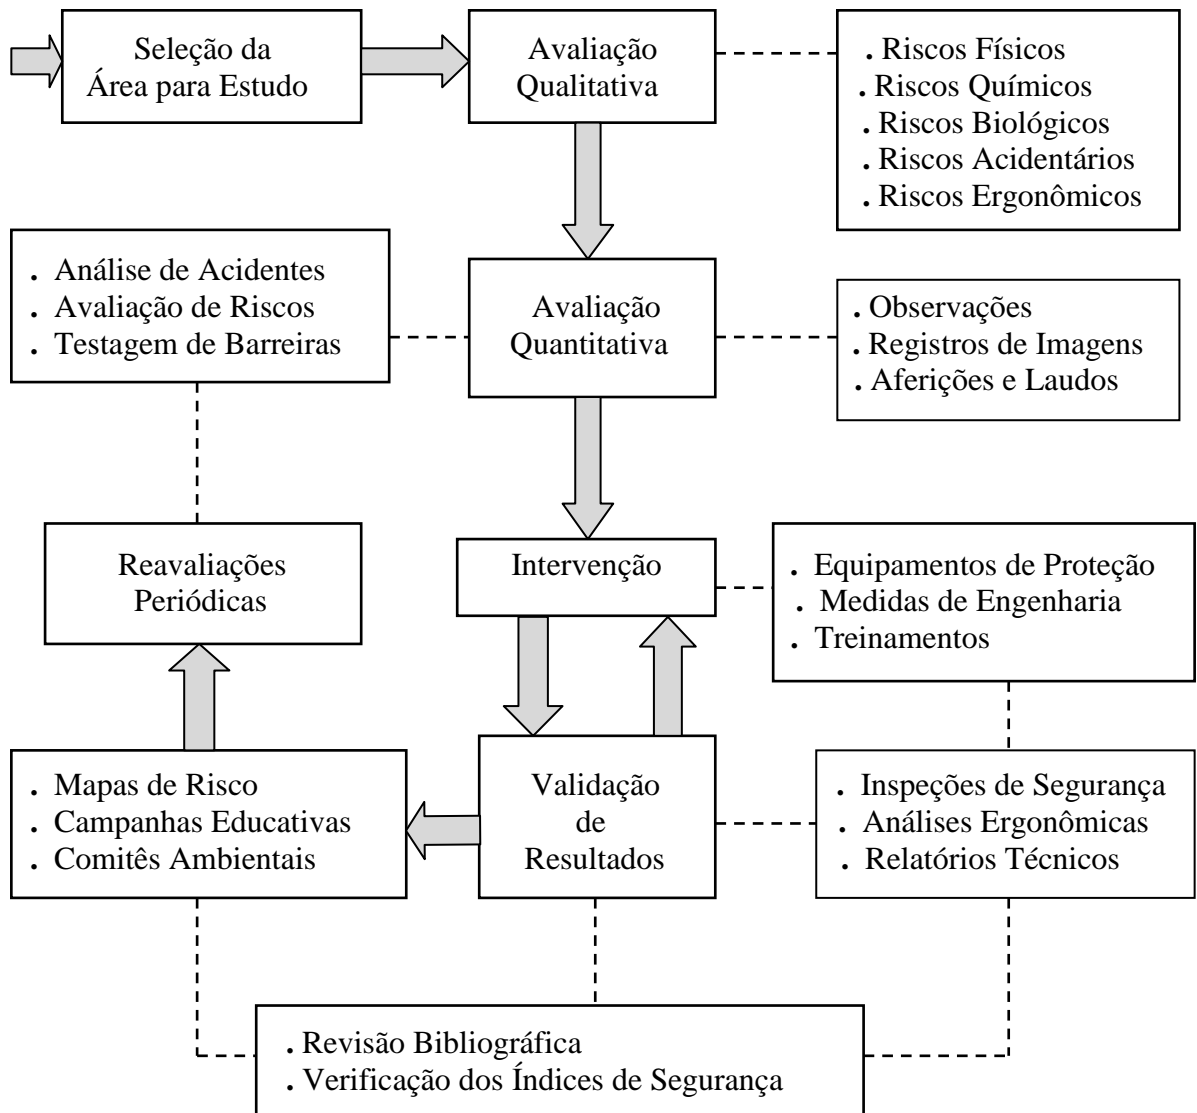 Seleção da
Área para Estudo
Avaliação
Qualitativa
. Riscos Físicos
. Riscos Químicos
. Riscos Biológicos
. Riscos Acidentários
. Riscos Ergonômicos
. Análise de Acidentes
. Avaliação de Riscos
. Testagem de Barreiras
Avaliação
Quantitativa
. Observações
. Registros de Imagens
. Aferições e Laudos
Reavaliações
Periódicas
Intervenção
. Equipamentos de Proteção
. Medidas de Engenharia
. Treinamentos
. Mapas de Risco
. Campanhas Educativas
. Comitês Ambientais
Validação
de
Resultados
. Inspeções de Segurança
. Análises Ergonômicas
. Relatórios Técnicos
. Revisão Bibliográfica
. Verificação dos Índices de Segurança